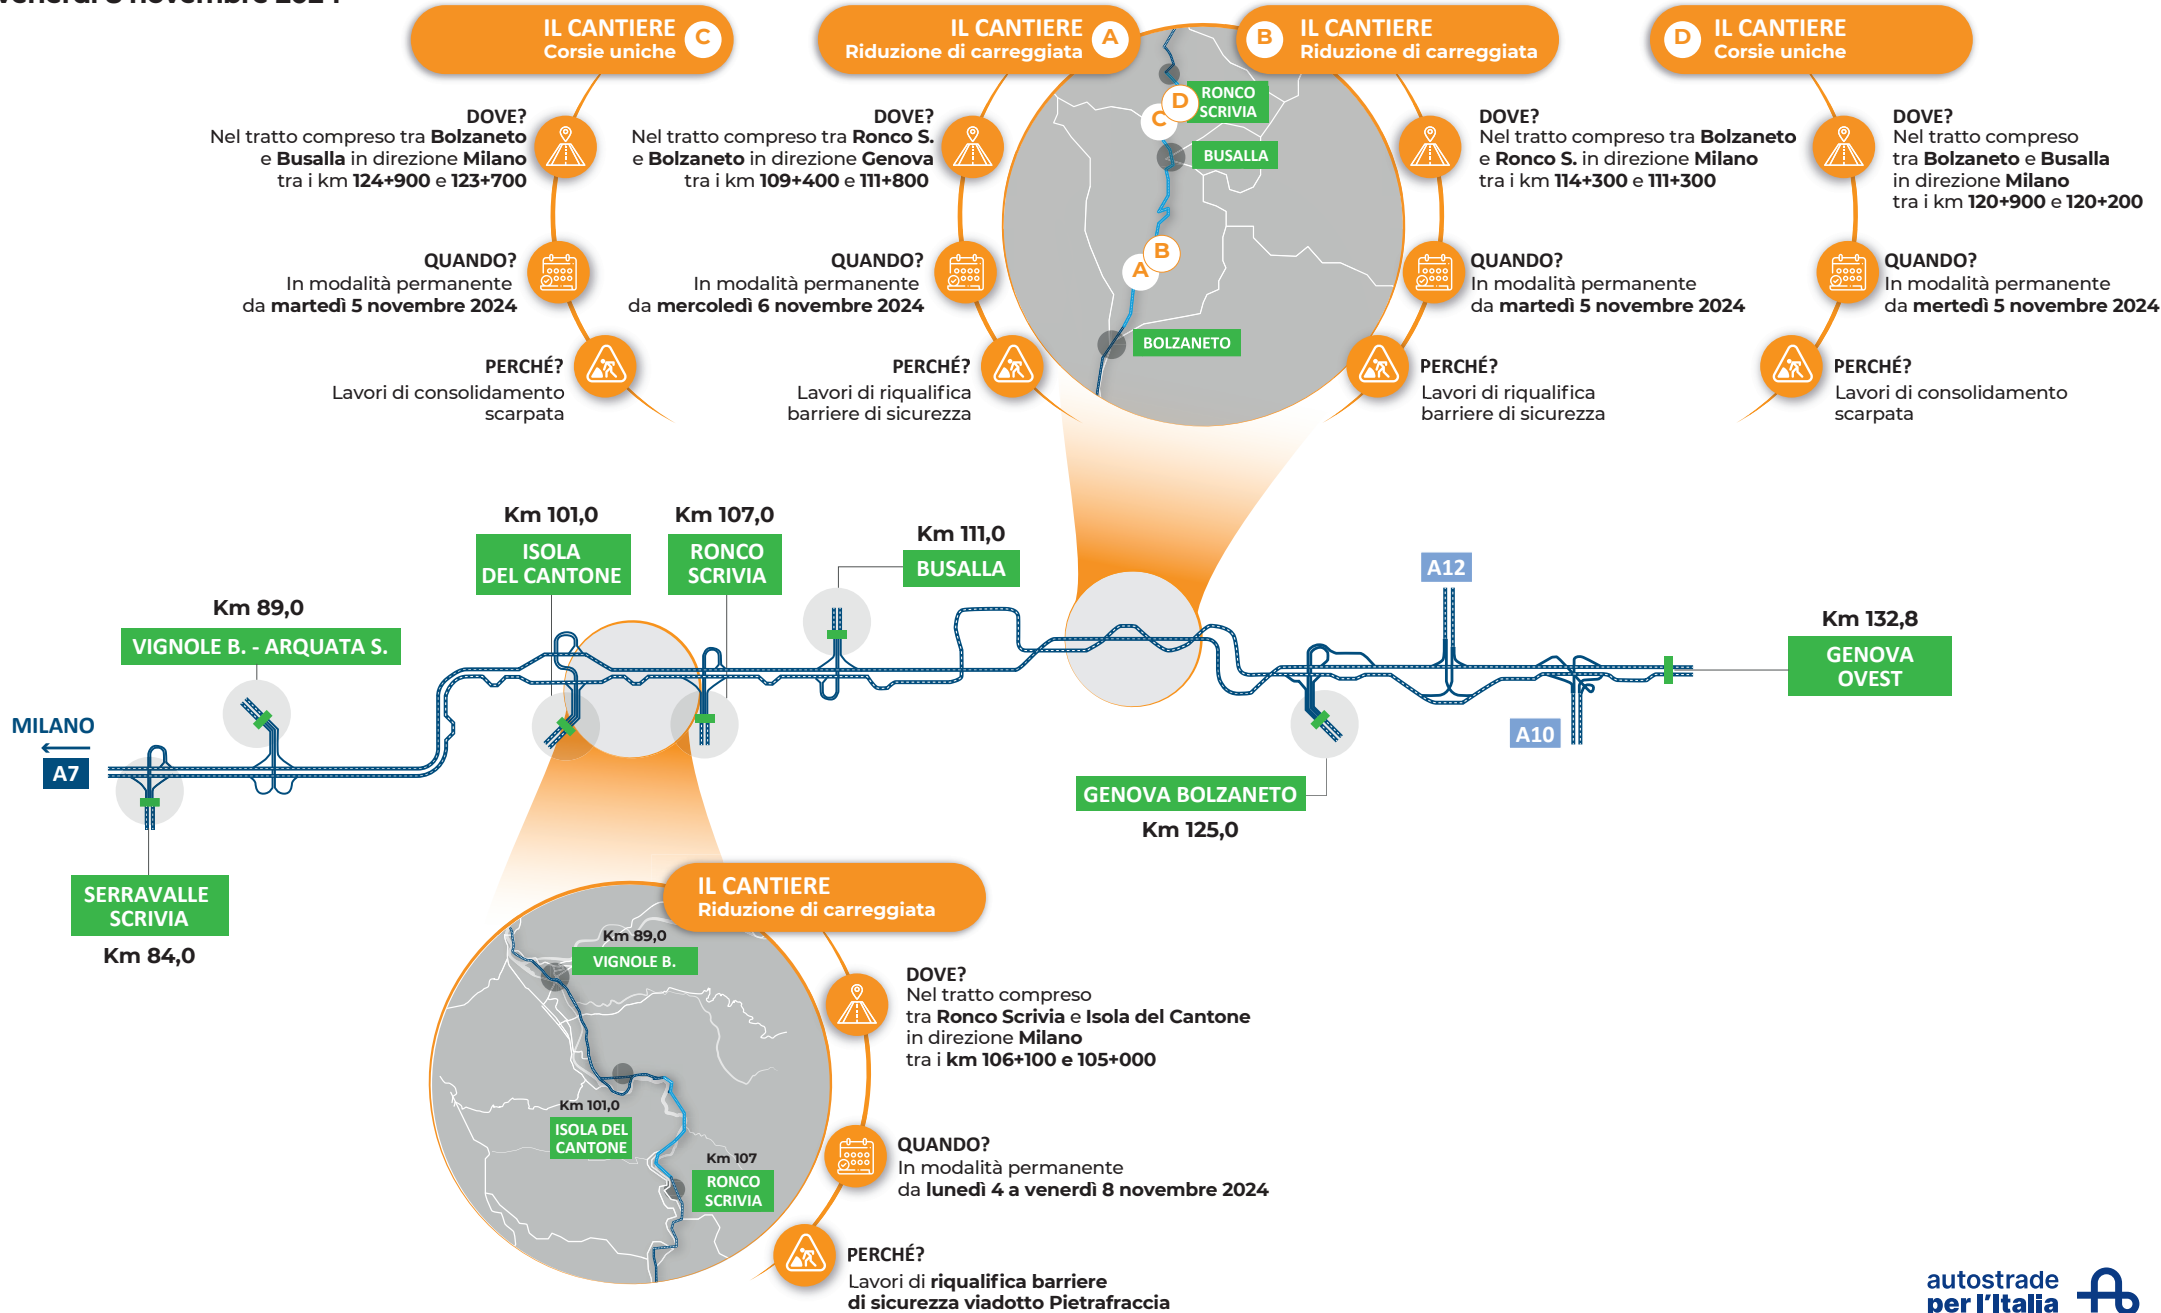 venerdì 8 novembre 2024
IL CANTIERE
Corsie uniche
C
DOVE?
Nel tratto compreso tra Bolzaneto
e Busalla in direzione Milano
tra i km 124+900 e 123+700
QUANDO?
In modalità permanente
da martedì 5 novembre 2024
PERCHÉ?
Lavori di consolidamento
scarpata
IL CANTIERE
Riduzione di carreggiata
A
DOVE?
Nel tratto compreso tra Ronco S.
e Bolzaneto in direzione Genova
tra i km 109+400 e 111+800
QUANDO?
In modalità permanente
da mercoledì 6 novembre 2024
PERCHÉ?
Lavori di riqualifica
barriere di sicurezza
RONCO
SCRIVIA
D
C
BUSALLA
B
A
BOLZANETO
B
IL CANTIERE
Riduzione di carreggiata
DOVE?
Nel tratto compreso tra Bolzaneto
e Ronco S. in direzione Milano
tra i km 114+300 e 111+300
QUANDO?
In modalità permanente
da martedì 5 novembre 2024
PERCHÉ?
Lavori di riqualifica
barriere di sicurezza
D
IL CANTIERE
Corsie uniche
DOVE?
Nel tratto compreso
tra Bolzaneto e Busalla
in direzione Milano
tra i km 120+900 e 120+200
QUANDO?
In modalità permanente
da mertedì 5 novembre 2024
PERCHÉ?
Lavori di consolidamento
scarpata
MILANO
A7
SERRAVALLE
SCRIVIA
Km 84,0
Km 89,0
VIGNOLE B. - ARQUATA S.
Km 101,0
ISOLA
DEL CANTONE
Km 107,0
RONCO
SCRIVIA
Km 111,0
BUSALLA
GENOVA BOLZANETO
Km 125,0
A12
A10
Km 132,8
GENOVA
OVEST
IL CANTIERE
Riduzione di carreggiata
Km 89,0
VIGNOLE B.
Km 101,0
ISOLA DEL
CANTONE
Km 107
RONCO
SCRIVIA
DOVE?
Nel tratto compreso
tra Ronco Scrivia e Isola del Cantone
in direzione Milano
tra i km 106+100 e 105+000
QUANDO?
In modalità permanente
da lunedì 4 a venerdì 8 novembre 2024
PERCHÉ?
Lavori di riqualifica barriere
di sicurezza viadotto Pietrafraccia
autostrade
per l'Italia